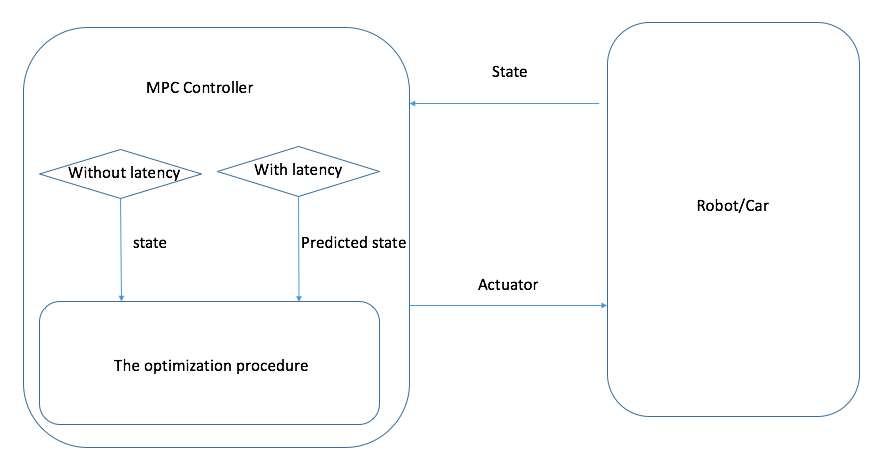 MPC Controller
State
Without latency
With latency
Robot/Car
state
Predicted state
Actuator
The optimization procedure